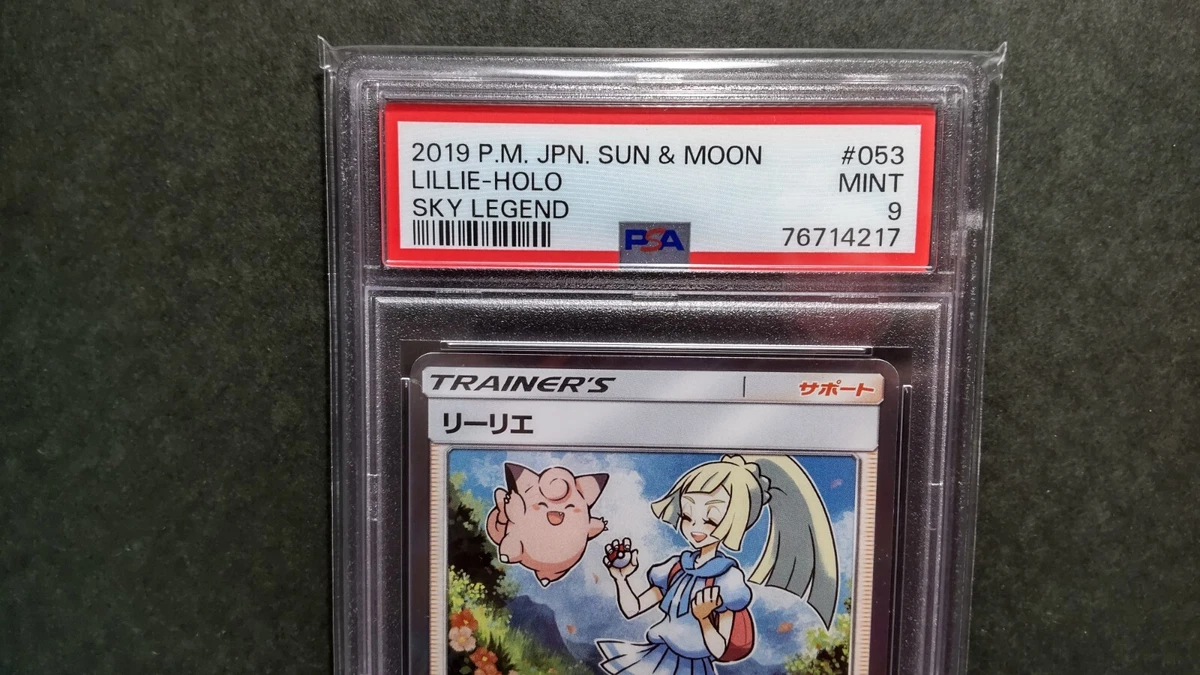 2019 P.M. JPN. SUN & MOON #053
LILLIE-HOLO MINT
SKY LEGEND 9
PSA 76714217
TRAINER'S サポート
リーリエ